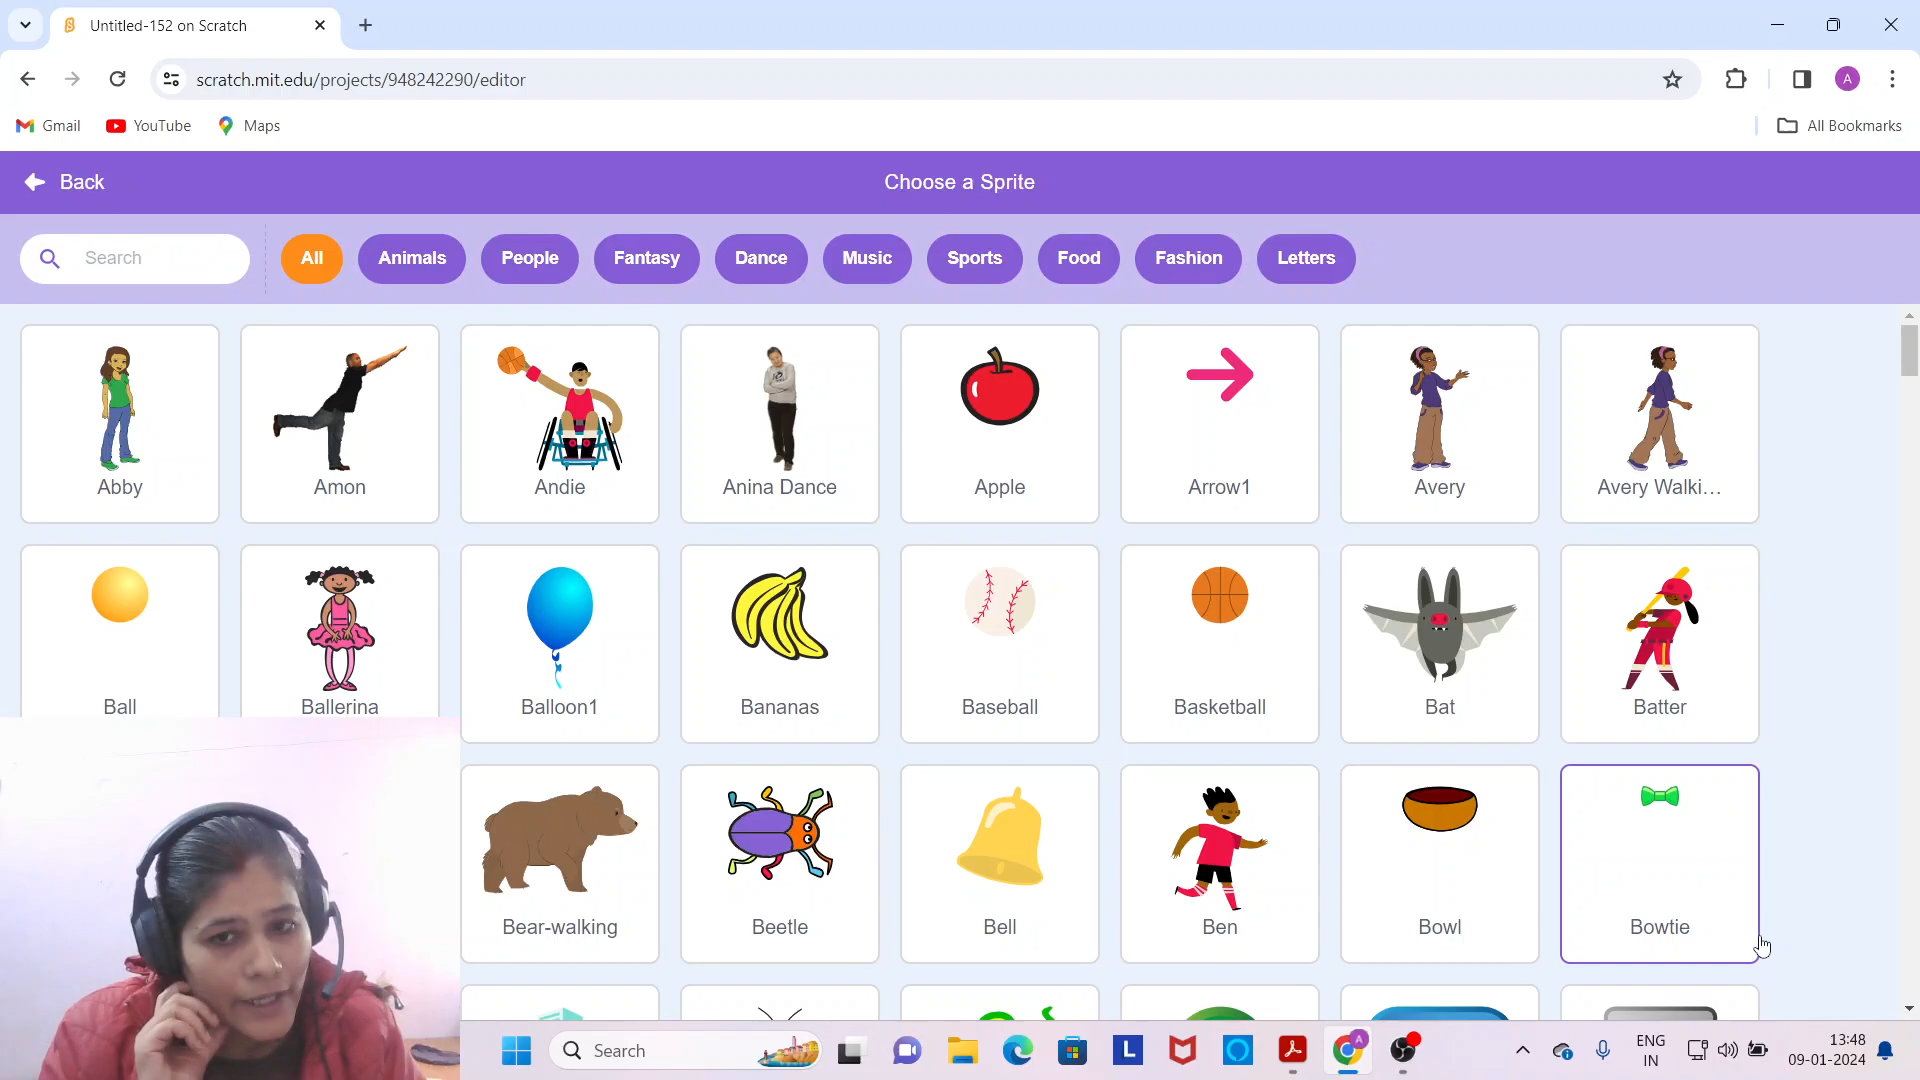 Untitled-152 on Scratch
scratch.mit.edu/projects/948242290/editor
A
Gmail
YouTube
Maps
All Bookmarks
Back
Choose a Sprite
Search
All
Animals
People
Fantasy
Dance
Music
Sports
Food
Fashion
Letters
Abby
Amon
Andie
Anina Dance
Apple
Arrow1
Avery
Avery Walki...
Ball
Ballerina
Balloon1
Bananas
Baseball
Basketball
Bat
Batter
Bear-walking
Beetle
Bell
Ben
Bowl
Bowtie
Search
L
A
ENG
IN
13:48
09-01-2024